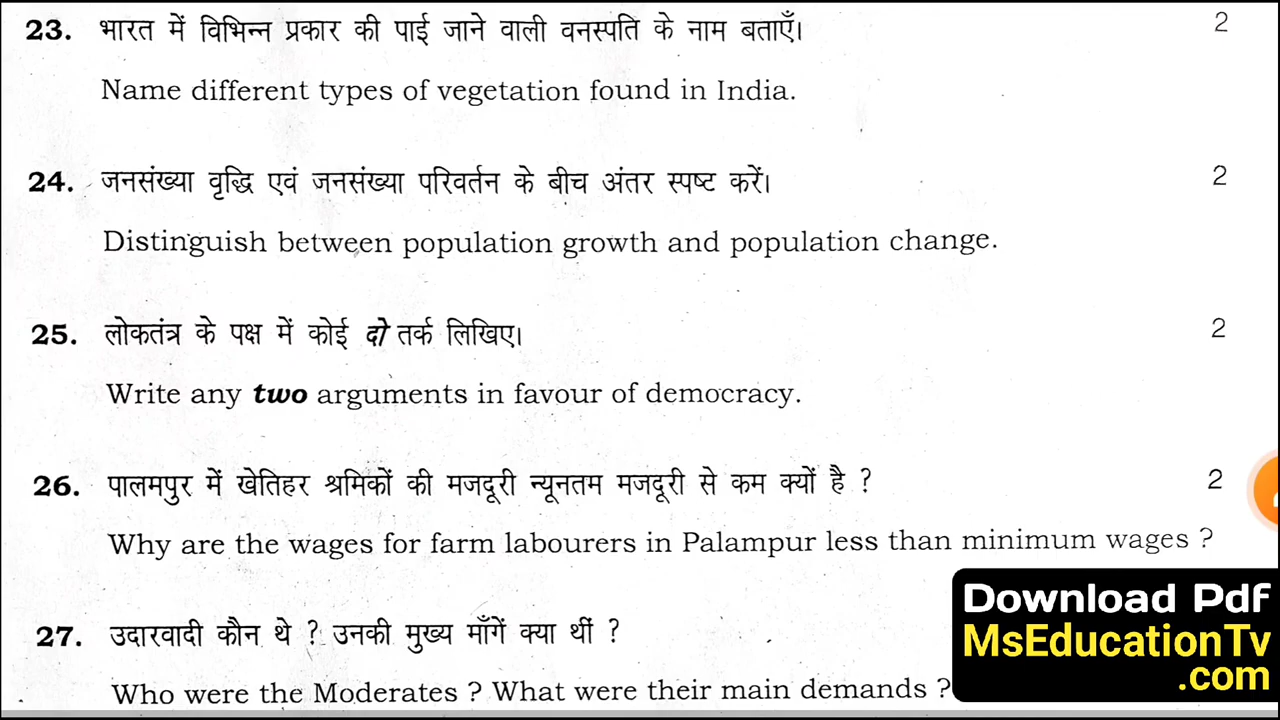 23. भारत में विभिन्न प्रकार की पाई जाने वाली वनस्पति के नाम बताएँ। 2
Name different types of vegetation found in India.
24. जनसंख्या वृद्धि एवं जनसंख्या परिवर्तन के बीच अंतर स्पष्ट करें। 2
Distinguish between population growth and population change.
25. लोकतंत्र के पक्ष में कोई दो तर्क लिखिए। 2
Write any two arguments in favour of democracy.
26. पालमपुर में खेतिहर श्रमिकों की मजदूरी न्यूनतम मजदूरी से कम क्यों है ? 2
Why are the wages for farm labourers in Palampur less than minimum wages ?
27. उदारवादी कौन थे ? उनकी मुख्य माँगें क्या थीं ?
Who were the Moderates ? What were their main demands ?
Download Pdf
MsEducationTv
.com